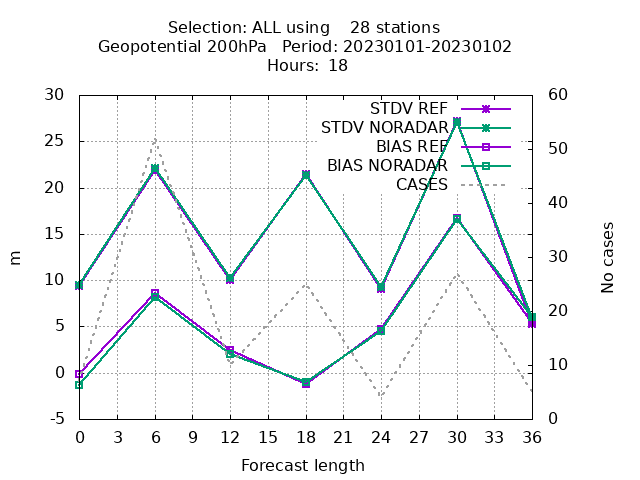 Selection: ALL using    28 stations
Geopotential 200hPa   Period: 20230101-20230102
Hours: 18
30
25
20
15
10
5
0
-5
60
50
40
30
20
10
0
STDV REF
STDV NORADAR
BIAS REF
BIAS NORADAR
CASES
m
No cases
0 3 6 9 12 15 18 21 24 27 30 33 36
Forecast length